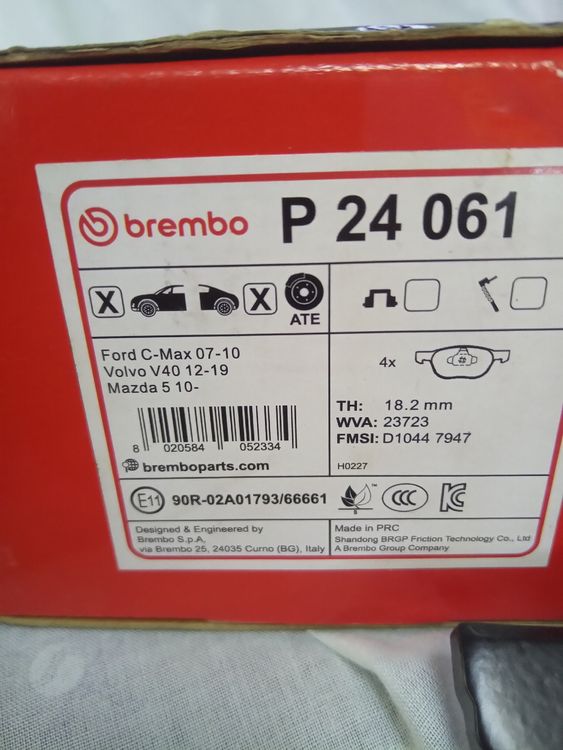 brembo P 24 061
X X
ATE
Ford C-Max 07-10
Volvo V40 12-19
Mazda 5 10-
8 020584 052334
bremboparts.com
4x
TH: 18.2 mm
WVA: 23723
FMSI: D1044 7947
H0227
E11 90R-02A01793/66661
TM CCC KC
Designed & Engineered by
Brembo S.p.A,
via Brembo 25, 24035 Curno (BG), Italy
Made in PRC
Shandong BRGP Friction Technology Co., Ltd
A Brembo Group Company